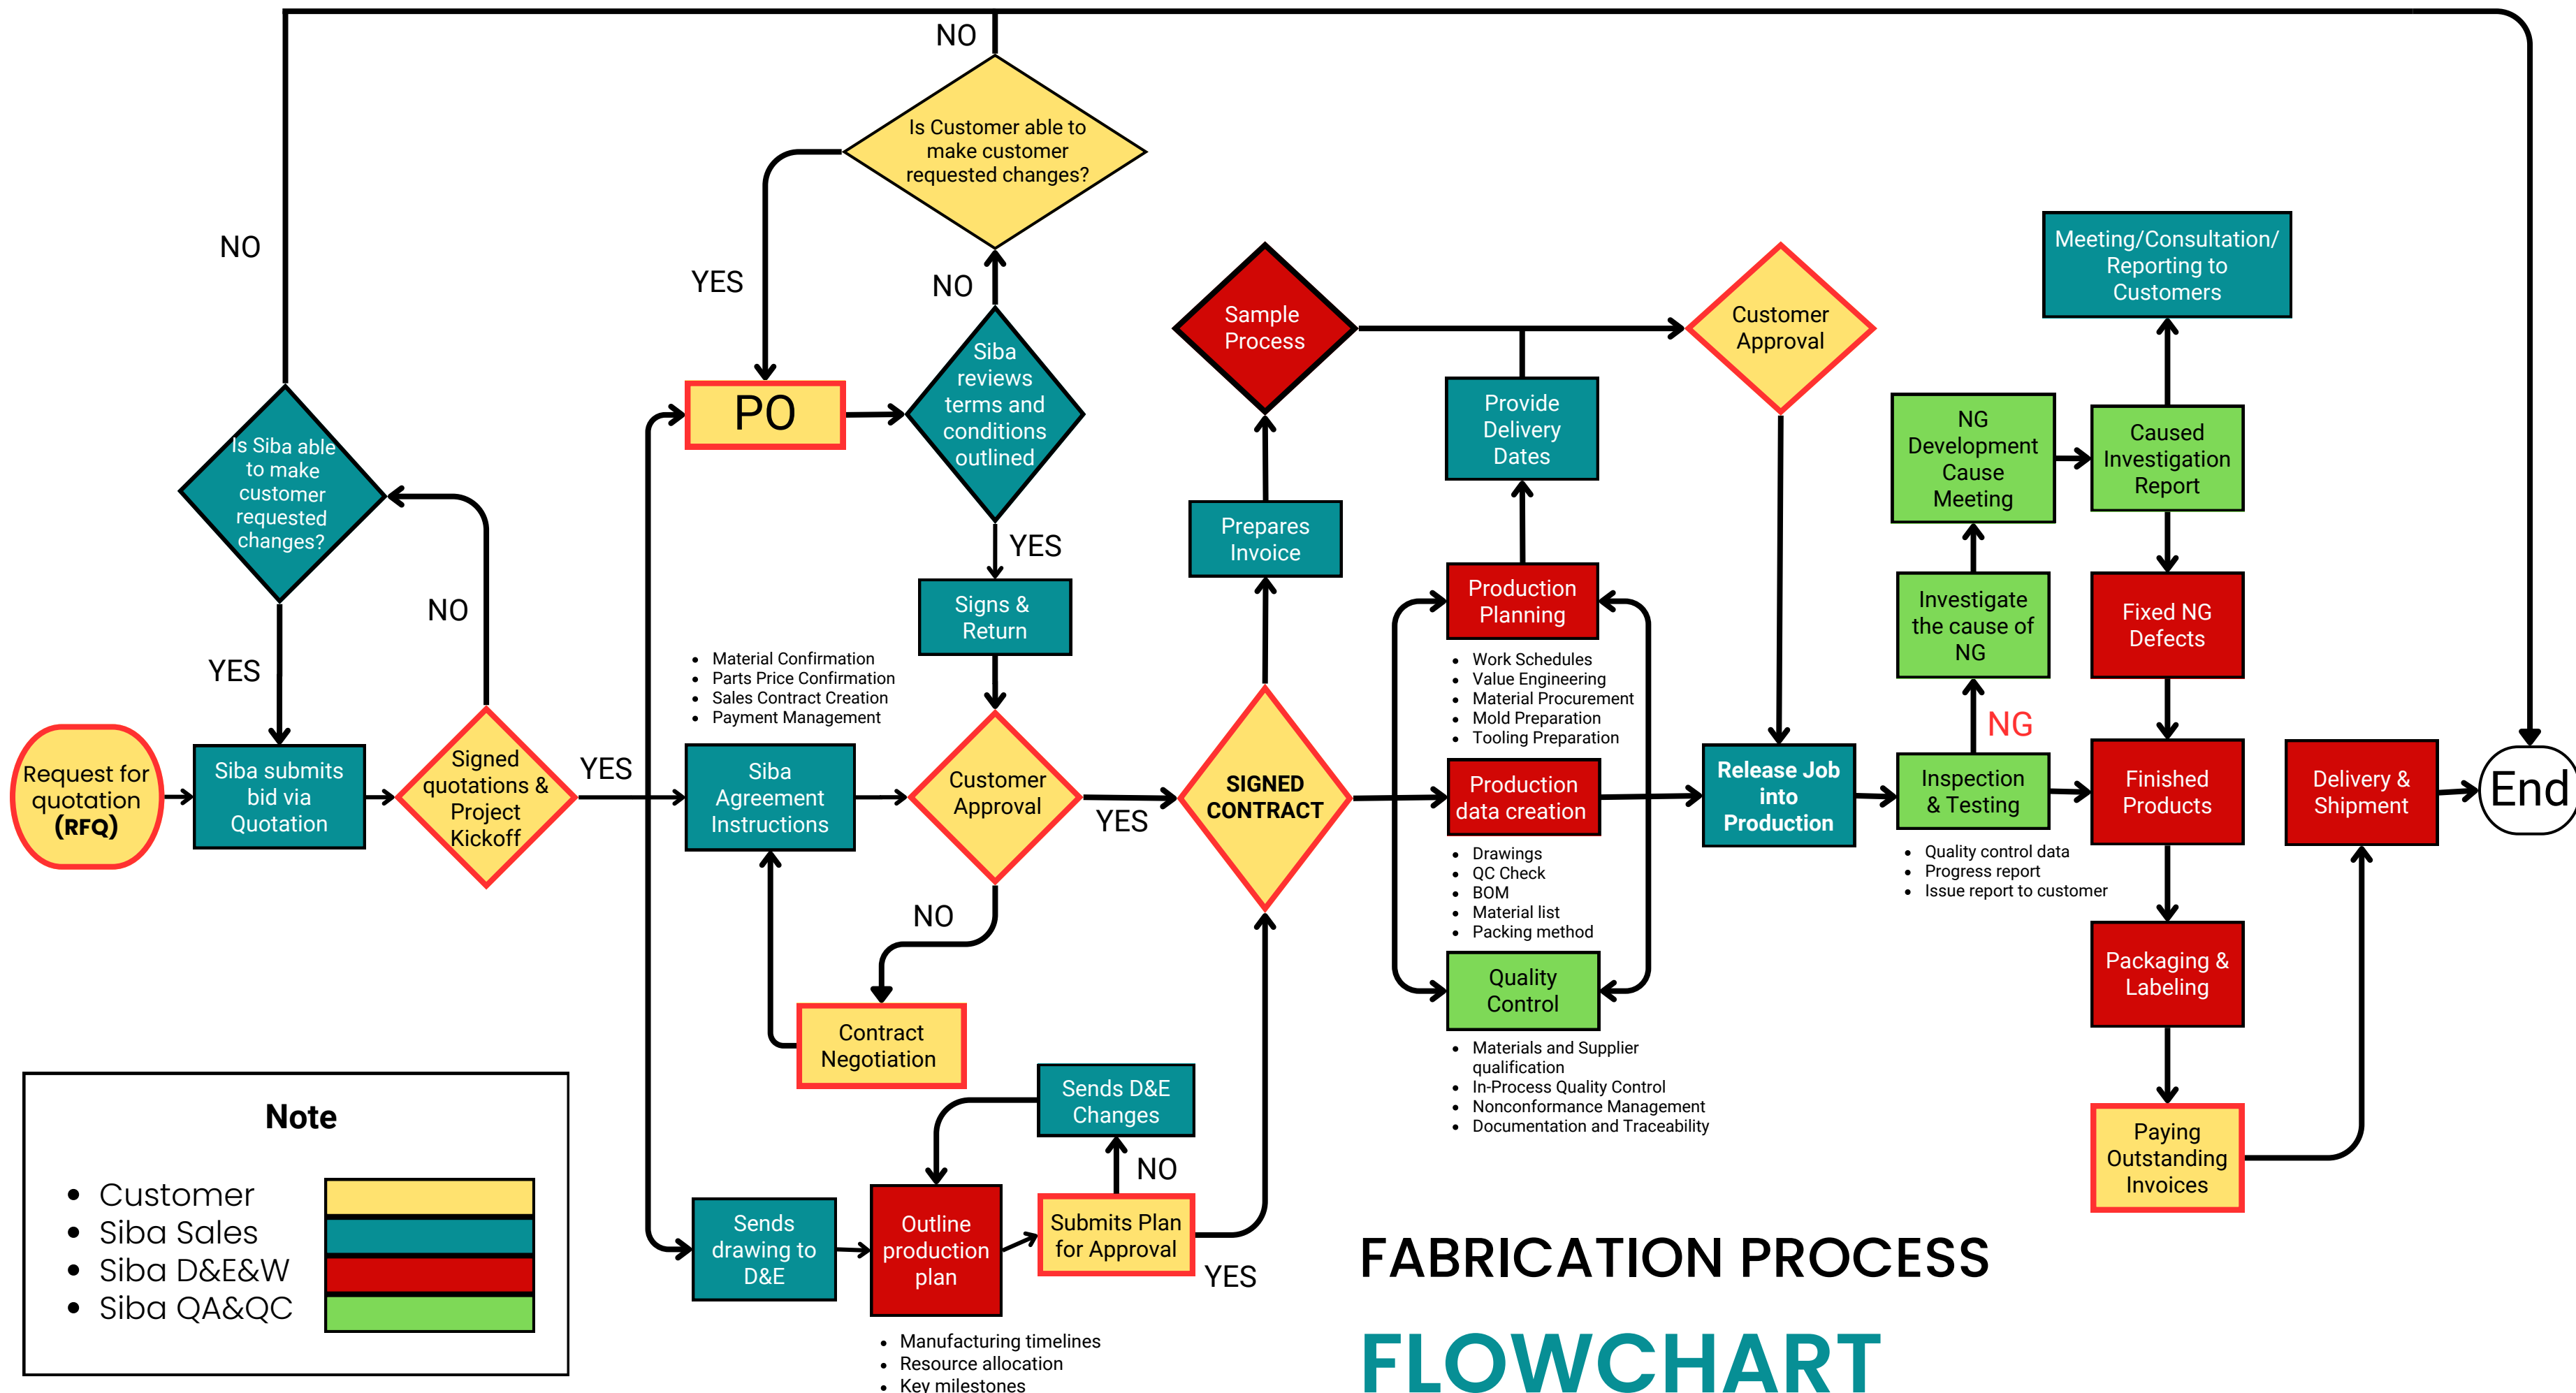 NO
Is Customer able to
make customer
requested changes?
NO
YES
NO
Meeting/Consultation/
Reporting to
Customers
Sample
Process
Customer
Approval
Siba
reviews
terms and
conditions
outlined
PO
Provide
Delivery
Dates
NG
Development
Cause
Meeting
Caused
Investigation
Report
Is Siba able
to make
customer
requested
changes?
Prepares
Invoice
YES
NO
YES
Signs &
Return
Production
Planning
Investigate
the cause of
NG
Fixed NG
Defects
• Material Confirmation
• Parts Price Confirmation
• Sales Contract Creation
• Payment Management
• Work Schedules
• Value Engineering
• Material Procurement
• Mold Preparation
• Tooling Preparation
NG
Request for
quotation
(RFQ)
Siba submits
bid via
Quotation
Signed
quotations &
Project
Kickoff
YES
Siba
Agreement
Instructions
Customer
Approval
YES
SIGNED
CONTRACT
Production
data creation
Release Job
into
Production
Inspection
& Testing
Finished
Products
Delivery &
Shipment
End
• Drawings
• QC Check
• BOM
• Material list
• Packing method
• Quality control data
• Progress report
• Issue report to customer
NO
Quality
Control
Packaging &
Labeling
Contract
Negotiation
• Materials and Supplier
qualification
• In-Process Quality Control
• Nonconformance Management
• Documentation and Traceability
Sends D&E
Changes
NO
Paying
Outstanding
Invoices
Sends
drawing to
D&E
Outline
production
plan
Submits Plan
for Approval
YES
• Manufacturing timelines
• Resource allocation
• Key milestones
Note
• Customer
• Siba Sales
• Siba D&E&W
• Siba QA&QC
FABRICATION PROCESS
FLOWCHART